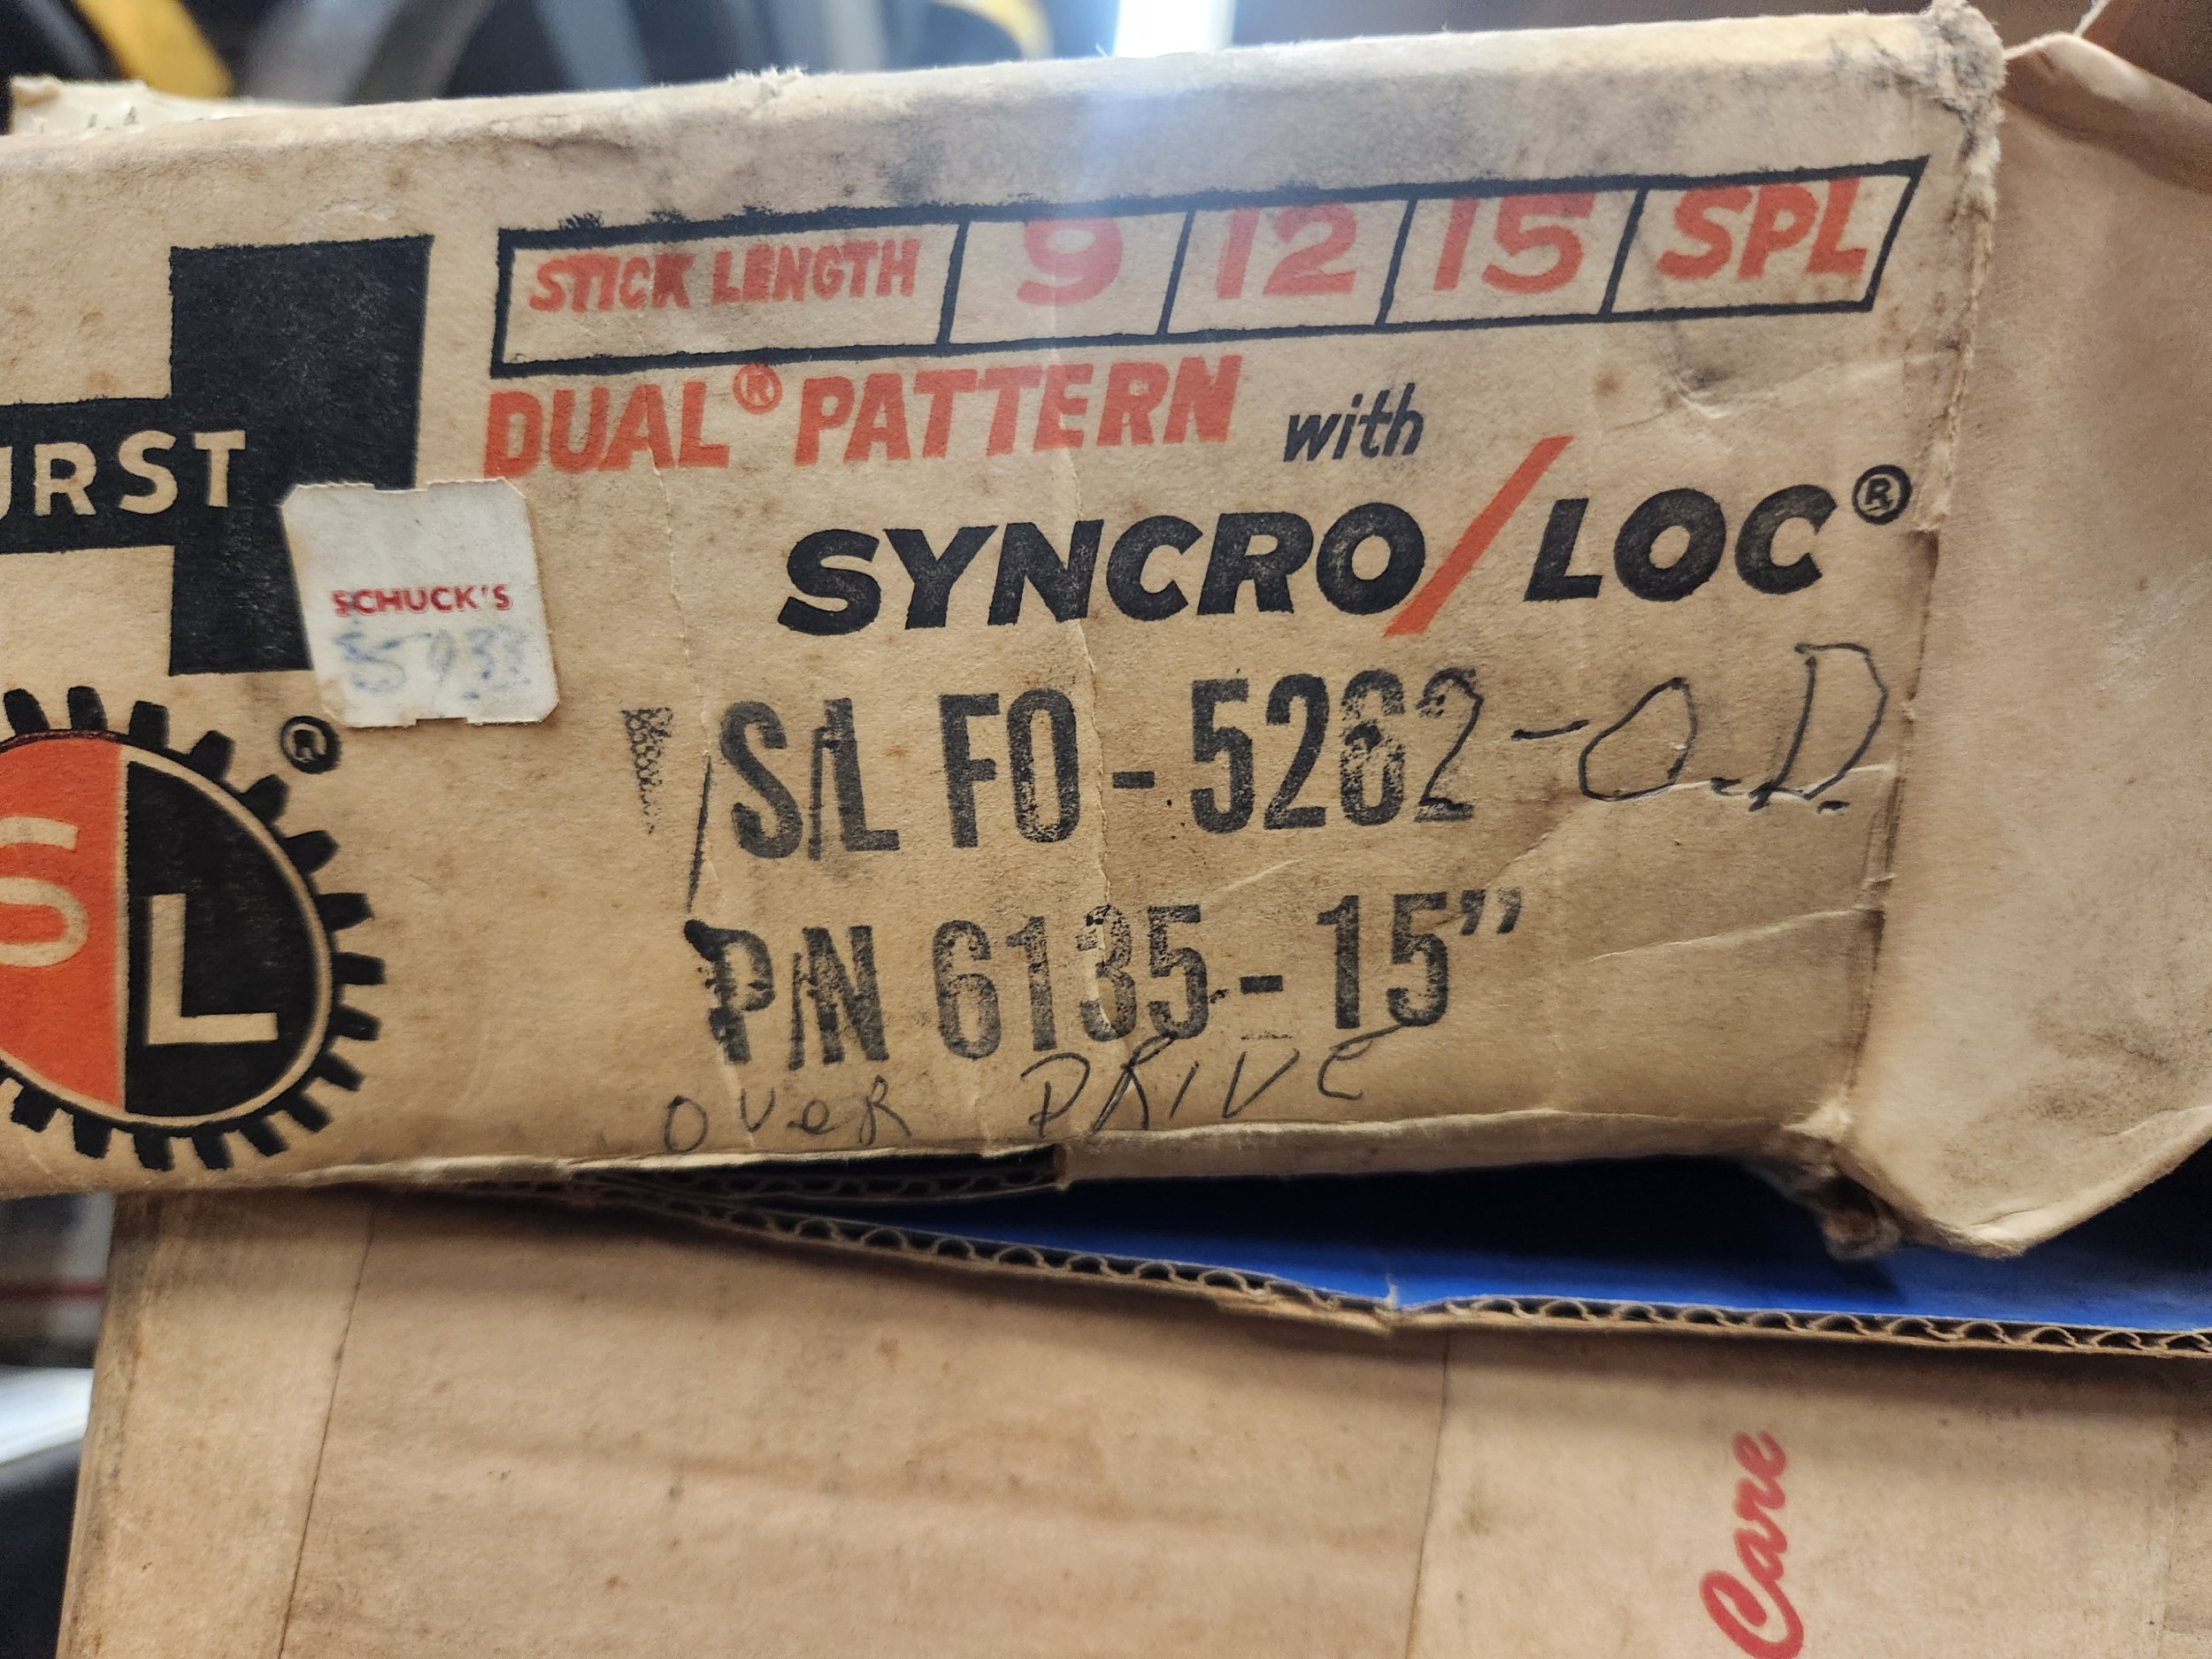 STICK LENGTH 9 12 15 SPL
DUAL® PATTERN with
URST
SYNCRO/LOC®
SCHUCK'S
S/L FO - 5262 - O.D.
®
S L
P/N 6135 - 15"
OVER DRIVE
Care